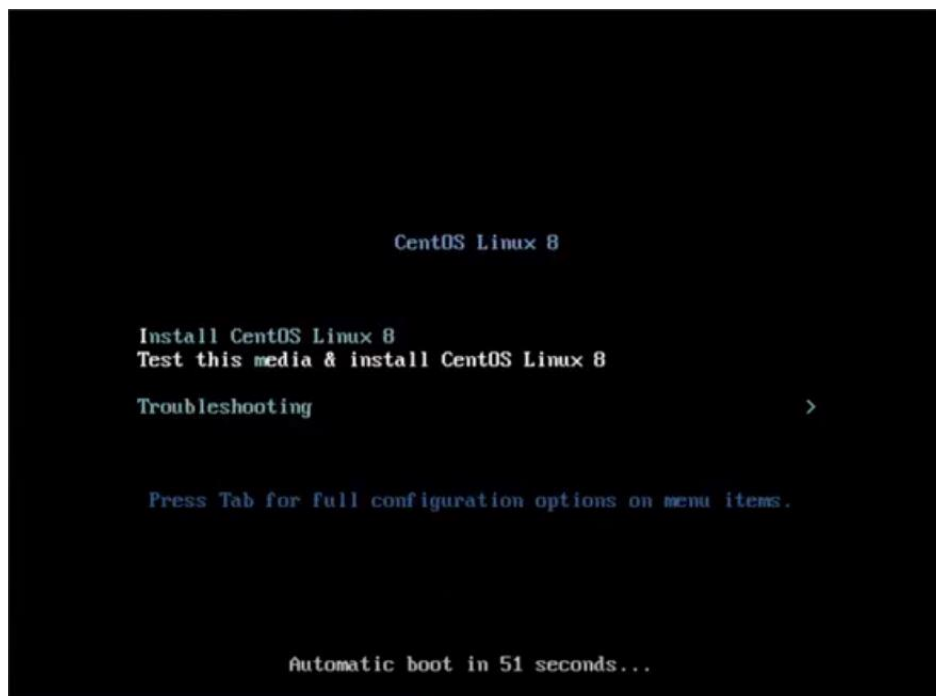 CentOS Linux 8
Install CentOS Linux 8
Test this media & install CentOS Linux 8
Troubleshooting >
Press Tab for full configuration options on menu items.
Automatic boot in 51 seconds...